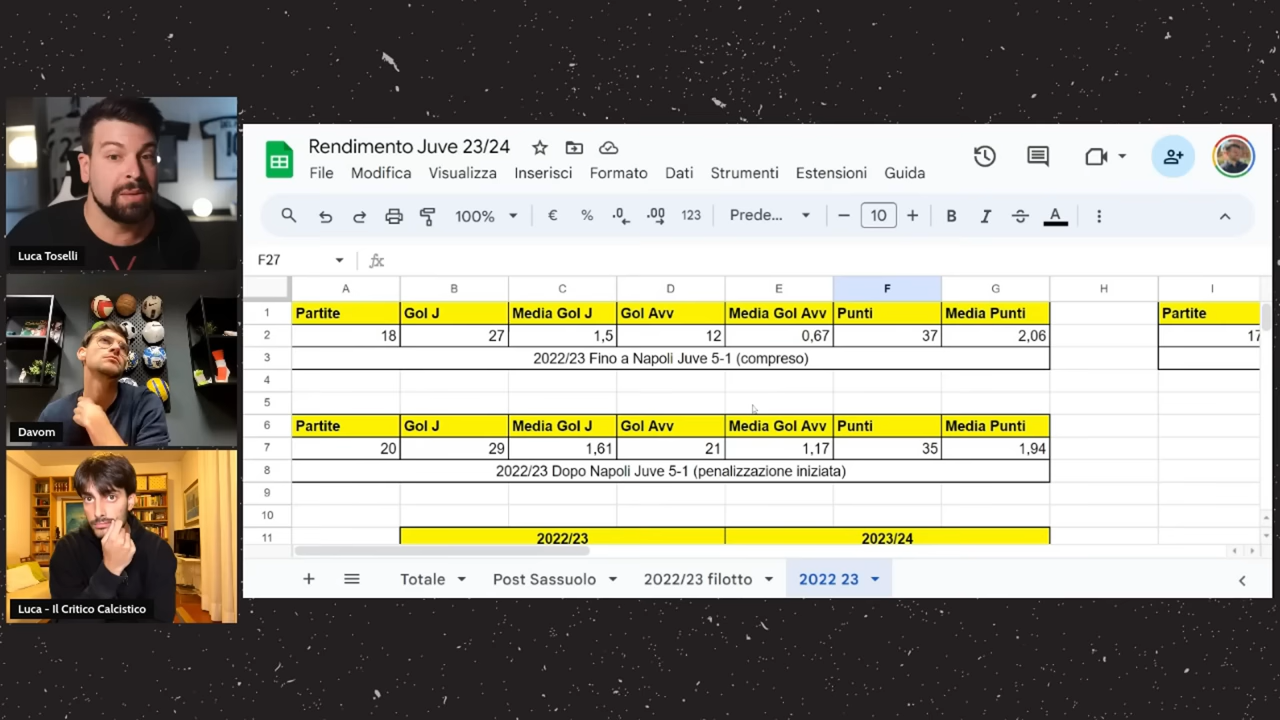 Luca Toselli
Davom
Luca - Il Critico Calcistico
Rendimento Juve 23/24
File Modifica Visualizza Inserisci Formato Dati Strumenti Estensioni Guida
100% € % .0 .00 123 Prede... − 10 + B I S A
F27 fx
A B C D E F G H I
1 Partite Gol J Media Gol J Gol Avv Media Gol Avv Punti Media Punti Partite
2 18 27 1,5 12 0,67 37 2,06 17
3 2022/23 Fino a Napoli Juve 5-1 (compreso)
4
5
6 Partite Gol J Media Gol J Gol Avv Media Gol Avv Punti Media Punti
7 20 29 1,61 21 1,17 35 1,94
8 2022/23 Dopo Napoli Juve 5-1 (penalizzazione iniziata)
9
10
11 2022/23 2023/24
+ Totale Post Sassuolo 2022/23 filotto 2022 23